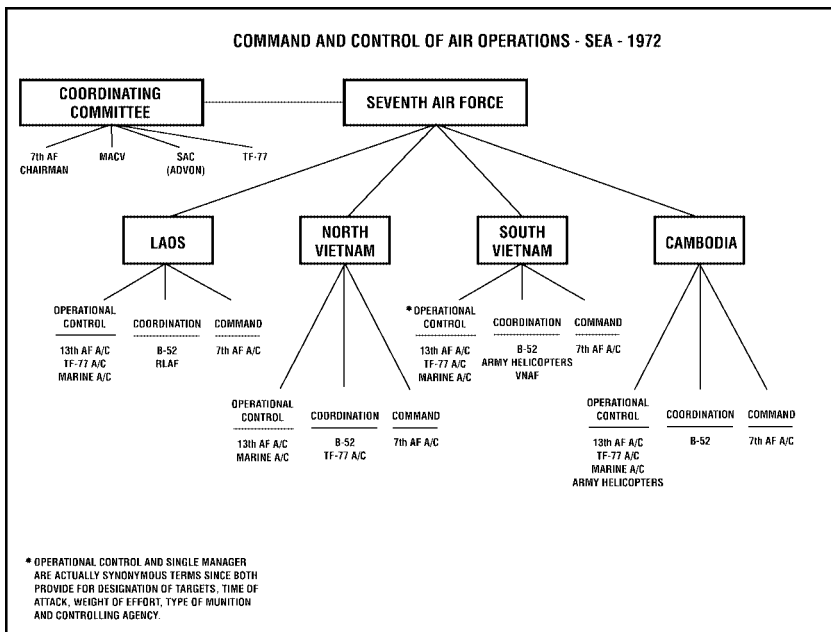 COMMAND AND CONTROL OF AIR OPERATIONS - SEA - 1972
COORDINATING
COMMITTEE
SEVENTH AIR FORCE
7th AF
CHAIRMAN
MACV
SAC
(ADVON)
TF-77
LAOS
NORTH
VIETNAM
SOUTH
VIETNAM
CAMBODIA
OPERATIONAL
CONTROL
13th AF A/C
TF-77 A/C
MARINE A/C
COORDINATION
B-52
RLAF
COMMAND
7th AF A/C
OPERATIONAL
CONTROL
13th AF A/C
MARINE A/C
COORDINATION
B-52
TF-77 A/C
COMMAND
7th AF A/C
* OPERATIONAL
CONTROL
13th AF A/C
TF-77 A/C
MARINE A/C
COORDINATION
B-52
ARMY HELICOPTERS
VNAF
COMMAND
7th AF A/C
OPERATIONAL
CONTROL
13th AF A/C
TF-77 A/C
MARINE A/C
ARMY HELICOPTERS
COORDINATION
B-52
COMMAND
7th AF A/C
* OPERATIONAL CONTROL AND SINGLE MANAGER
ARE ACTUALLY SYNONYMOUS TERMS SINCE BOTH
PROVIDE FOR DESIGNATION OF TARGETS, TIME OF
ATTACK, WEIGHT OF EFFORT, TYPE OF MUNITION
AND CONTROLLING AGENCY.